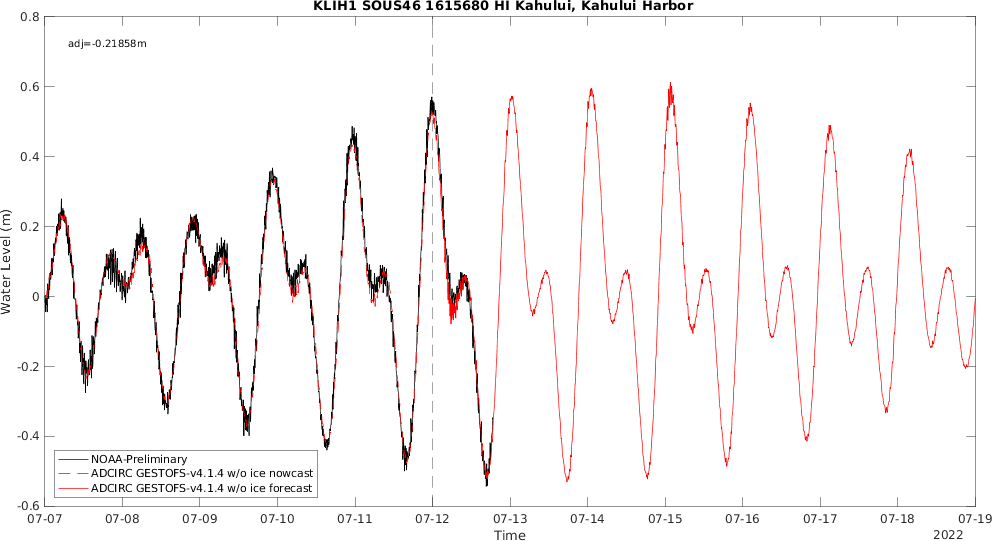 KLIH1 SOUS46 1615680 HI Kahului, Kahului Harbor
adj=-0.21858m
0.8
0.6
0.4
0.2
0
-0.2
-0.4
-0.6
Water Level (m)
NOAA-Preliminary
ADCIRC GESTOFS-v4.1.4 w/o ice nowcast
ADCIRC GESTOFS-v4.1.4 w/o ice forecast
07-07 07-08 07-09 07-10 07-11 07-12 07-13 07-14 07-15 07-16 07-17 07-18 07-19
Time
2022